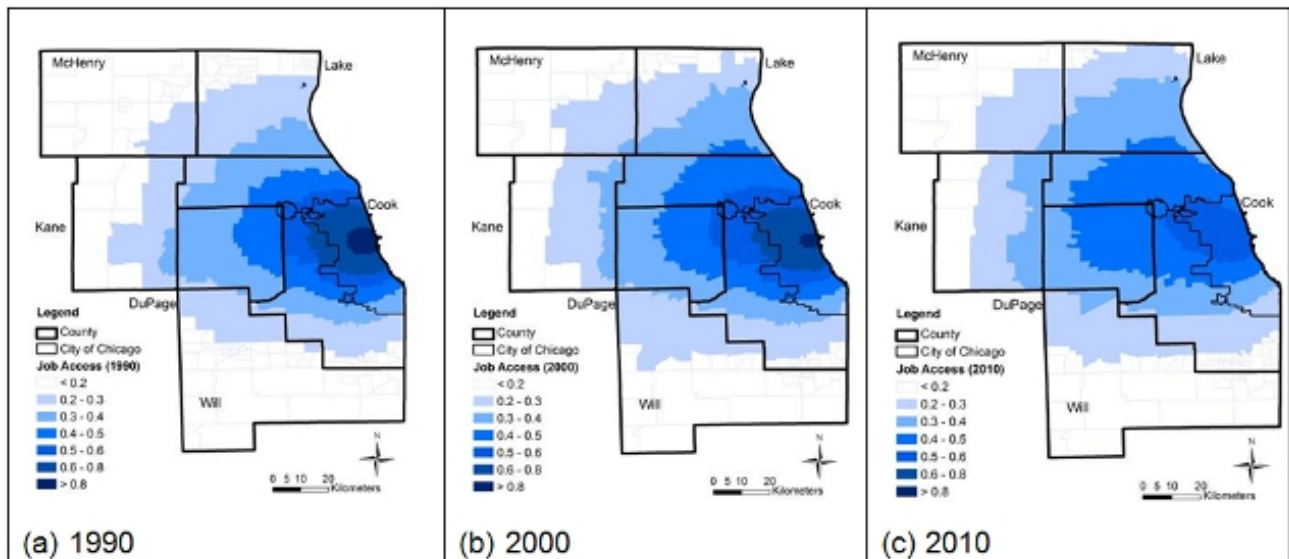 McHenry
Lake
Cook
Kane
DuPage
Will
Legend
County
City of Chicago
Job Access (1990)
< 0.2
0.2 - 0.3
0.3 - 0.4
0.4 - 0.5
0.5 - 0.6
0.6 - 0.8
> 0.8
N
0 5 10 20
Kilometers
(a) 1990
McHenry
Lake
Cook
Kane
DuPage
Will
Legend
County
City of Chicago
Job Access (2000)
< 0.2
0.2 - 0.3
0.3 - 0.4
0.4 - 0.5
0.5 - 0.6
0.6 - 0.8
> 0.8
N
0 5 10 20
Kilometers
(b) 2000
McHenry
Lake
Cook
Kane
DuPage
Will
Legend
County
City of Chicago
Job Access (2010)
< 0.2
0.2 - 0.3
0.3 - 0.4
0.4 - 0.5
0.5 - 0.6
0.6 - 0.8
> 0.8
N
0 5 10 20
Kilometers
(c) 2010